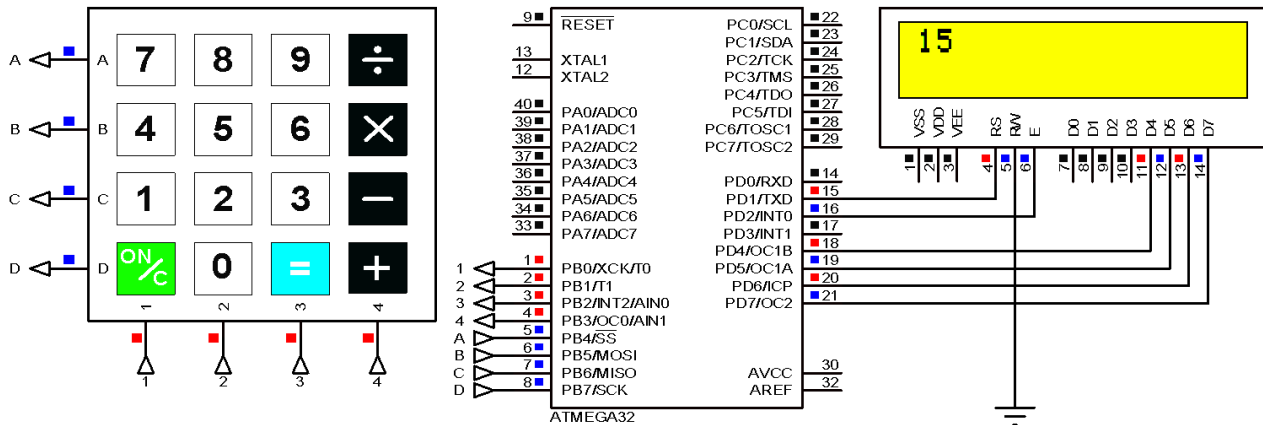 A A 7 8 9 ÷
B B 4 5 6 ×
C C 1 2 3 −
D D ON/C 0 = +
1 2 3 4
1 2 3 4
9 RESET
13 XTAL1
12 XTAL2
40 PA0/ADC0
39 PA1/ADC1
38 PA2/ADC2
37 PA3/ADC3
36 PA4/ADC4
35 PA5/ADC5
34 PA6/ADC6
33 PA7/ADC7
1 1 PB0/XCK/T0
2 2 PB1/T1
3 3 PB2/INT2/AIN0
4 4 PB3/OC0/AIN1
A 5 PB4/SS
B 6 PB5/MOSI
C 7 PB6/MISO
D 8 PB7/SCK
PC0/SCL 22
PC1/SDA 23
PC2/TCK 24
PC3/TMS 25
PC4/TDO 26
PC5/TDI 27
PC6/TOSC1 28
PC7/TOSC2 29
PD0/RXD 14
PD1/TXD 15
PD2/INT0 16
PD3/INT1 17
PD4/OC1B 18
PD5/OC1A 19
PD6/ICP 20
PD7/OC2 21
AVCC 30
AREF 32
ATMEGA32
15
VSS VDD VEE RS RW E D0 D1 D2 D3 D4 D5 D6 D7
1 2 3 4 5 6 7 8 9 10 11 12 13 14